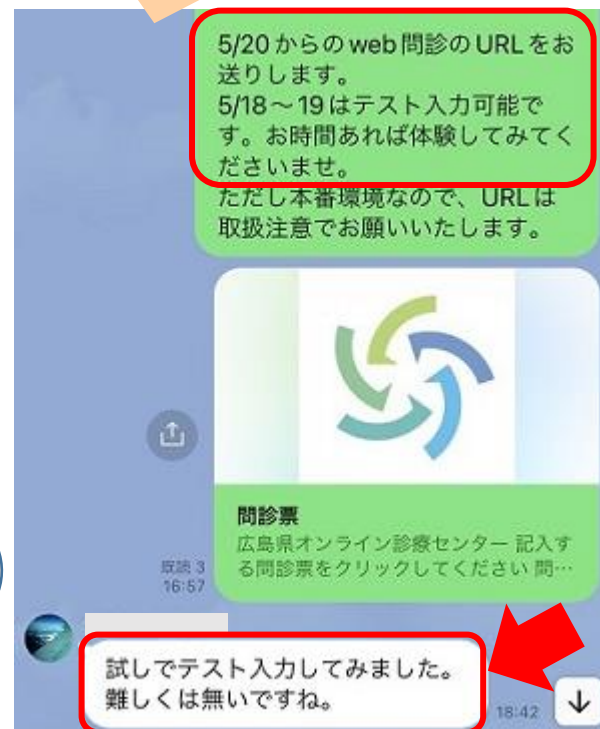 5/20からのweb問診のURLをお
送りします。
5/18～19はテスト入力可能で
す。お時間あれば体験してみてく
ださいませ。
ただし本番環境なので、URLは
取扱注意でお願いいたします。
問診票
広島県オンライン診療センター 記入す
る問診票をクリックしてください 問…
既読 3
16:57
試しでテスト入力してみました。
難しくは無いですね。
18:42